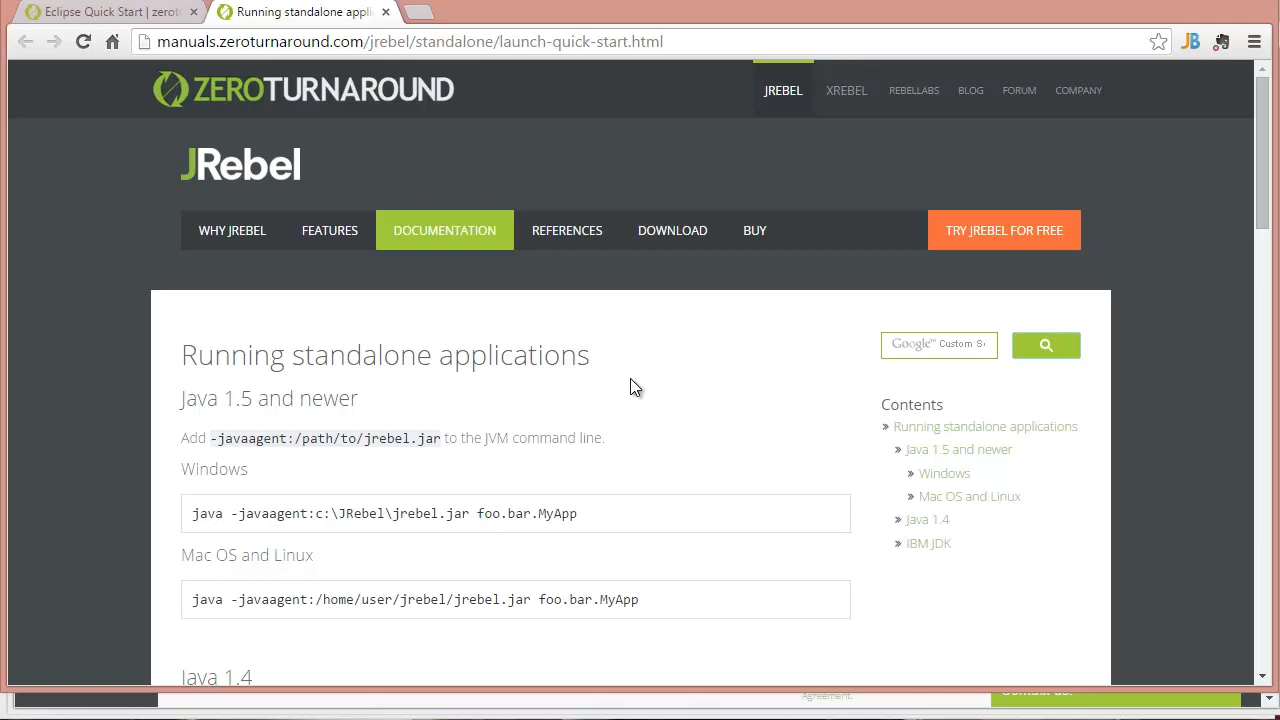 Eclipse Quick Start | zerot
Running standalone appli
manuals.zeroturnaround.com/jrebel/standalone/launch-quick-start.html
JB
ZEROTURNAROUND
JREBEL
XREBEL
REBELLABS
BLOG
FORUM
COMPANY
JRebel
WHY JREBEL
FEATURES
DOCUMENTATION
REFERENCES
DOWNLOAD
BUY
TRY JREBEL FOR FREE
Running standalone applications
Java 1.5 and newer
Add -javaagent:/path/to/jrebel.jar to the JVM command line.
Windows
java -javaagent:c:\JRebel\jrebel.jar foo.bar.MyApp
Mac OS and Linux
java -javaagent:/home/user/jrebel/jrebel.jar foo.bar.MyApp
Java 1.4
Google™ Custom Se
Contents
» Running standalone applications
» Java 1.5 and newer
» Windows
» Mac OS and Linux
» Java 1.4
» IBM JDK
Agreement.